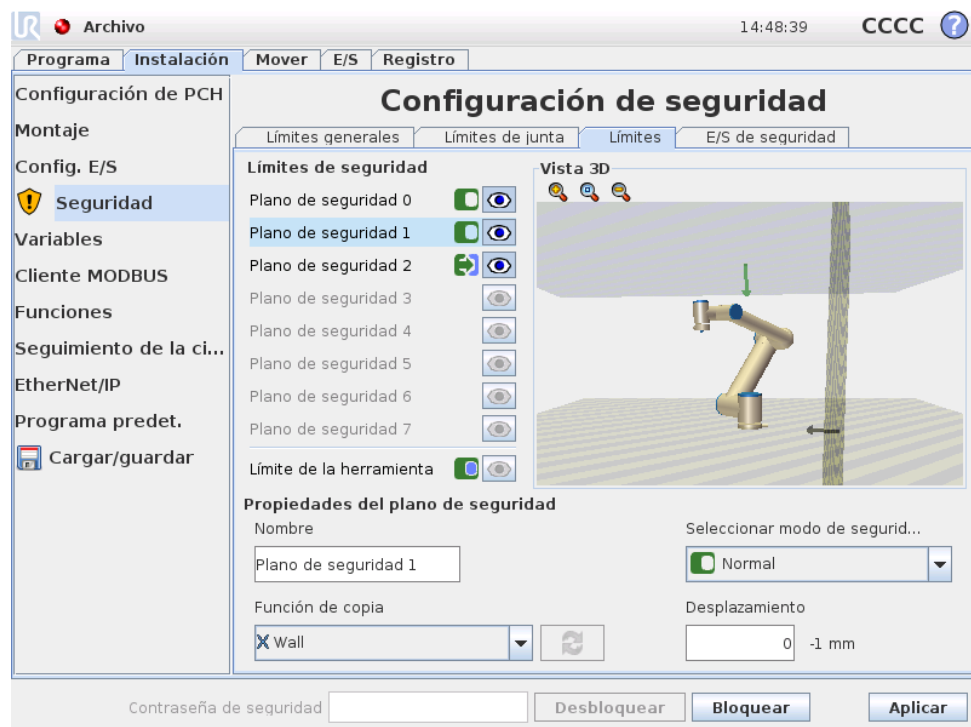 UR Archivo 14:48:39 CCCC ?
Programa Instalación Mover E/S Registro
Configuración de PCH
Montaje
Config. E/S
Seguridad
Variables
Cliente MODBUS
Funciones
Seguimiento de la ci...
EtherNet/IP
Programa predet.
Cargar/guardar
Configuración de seguridad
Límites generales Límites de junta Límites E/S de seguridad
Límites de seguridad
Plano de seguridad 0
Plano de seguridad 1
Plano de seguridad 2
Plano de seguridad 3
Plano de seguridad 4
Plano de seguridad 5
Plano de seguridad 6
Plano de seguridad 7
Límite de la herramienta
Vista 3D
Propiedades del plano de seguridad
Nombre
Plano de seguridad 1
Seleccionar modo de segurid...
Normal
Función de copia
Wall
Desplazamiento
0 -1 mm
Contraseña de seguridad Desbloquear Bloquear Aplicar